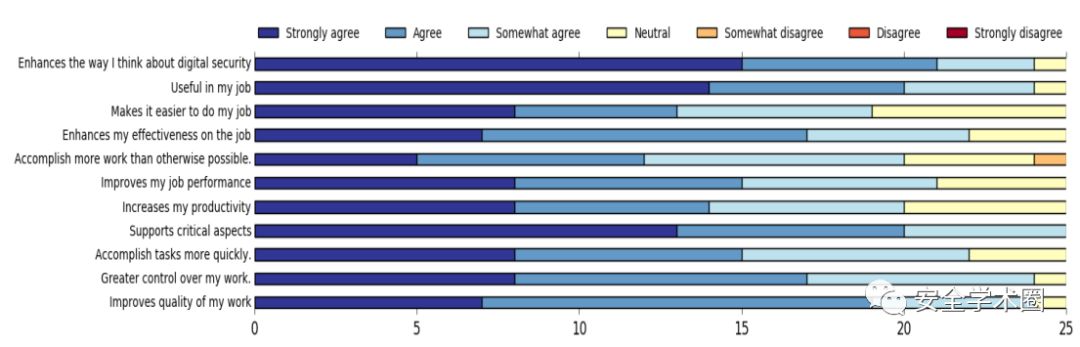 Strongly agree Agree Somewhat agree Neutral Somewhat disagree Disagree Strongly disagree
Enhances the way I think about digital security
Useful in my job
Makes it easier to do my job
Enhances my effectiveness on the job
Accomplish more work than otherwise possible.
Improves my job performance
Increases my productivity
Supports critical aspects
Accomplish tasks more quickly.
Greater control over my work.
Improves quality of my work
安全学术圈
0 5 10 15 20 25